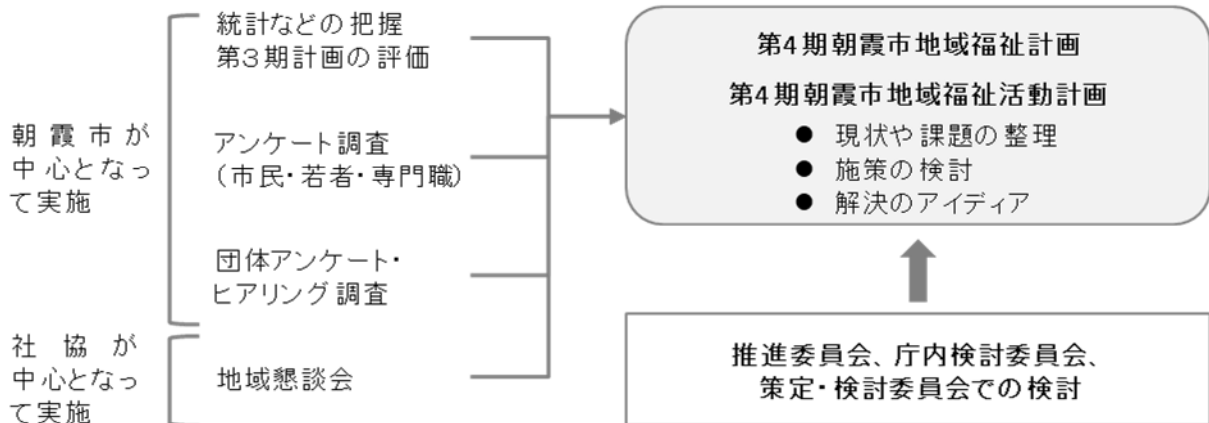 朝霞市が
中心となっ
て実施
統計などの把握
第3期計画の評価
アンケート調査
（市民・若者・専門職）
団体アンケート・
ヒアリング調査
社協が
中心となっ
て実施
地域懇談会
第4期朝霞市地域福祉計画
第4期朝霞市地域福祉活動計画
● 現状や課題の整理
● 施策の検討
● 解決のアイディア
推進委員会、庁内検討委員会、
策定・検討委員会での検討